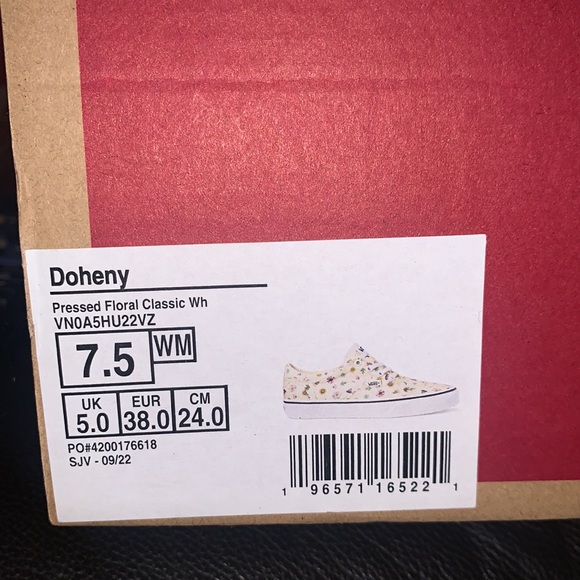 Doheny
Pressed Floral Classic Wh
VN0A5HU22VZ
7.5 WM
UK EUR CM
5.0 38.0 24.0
PO#4200176618
SJV - 09/22
1 96571 16522 1